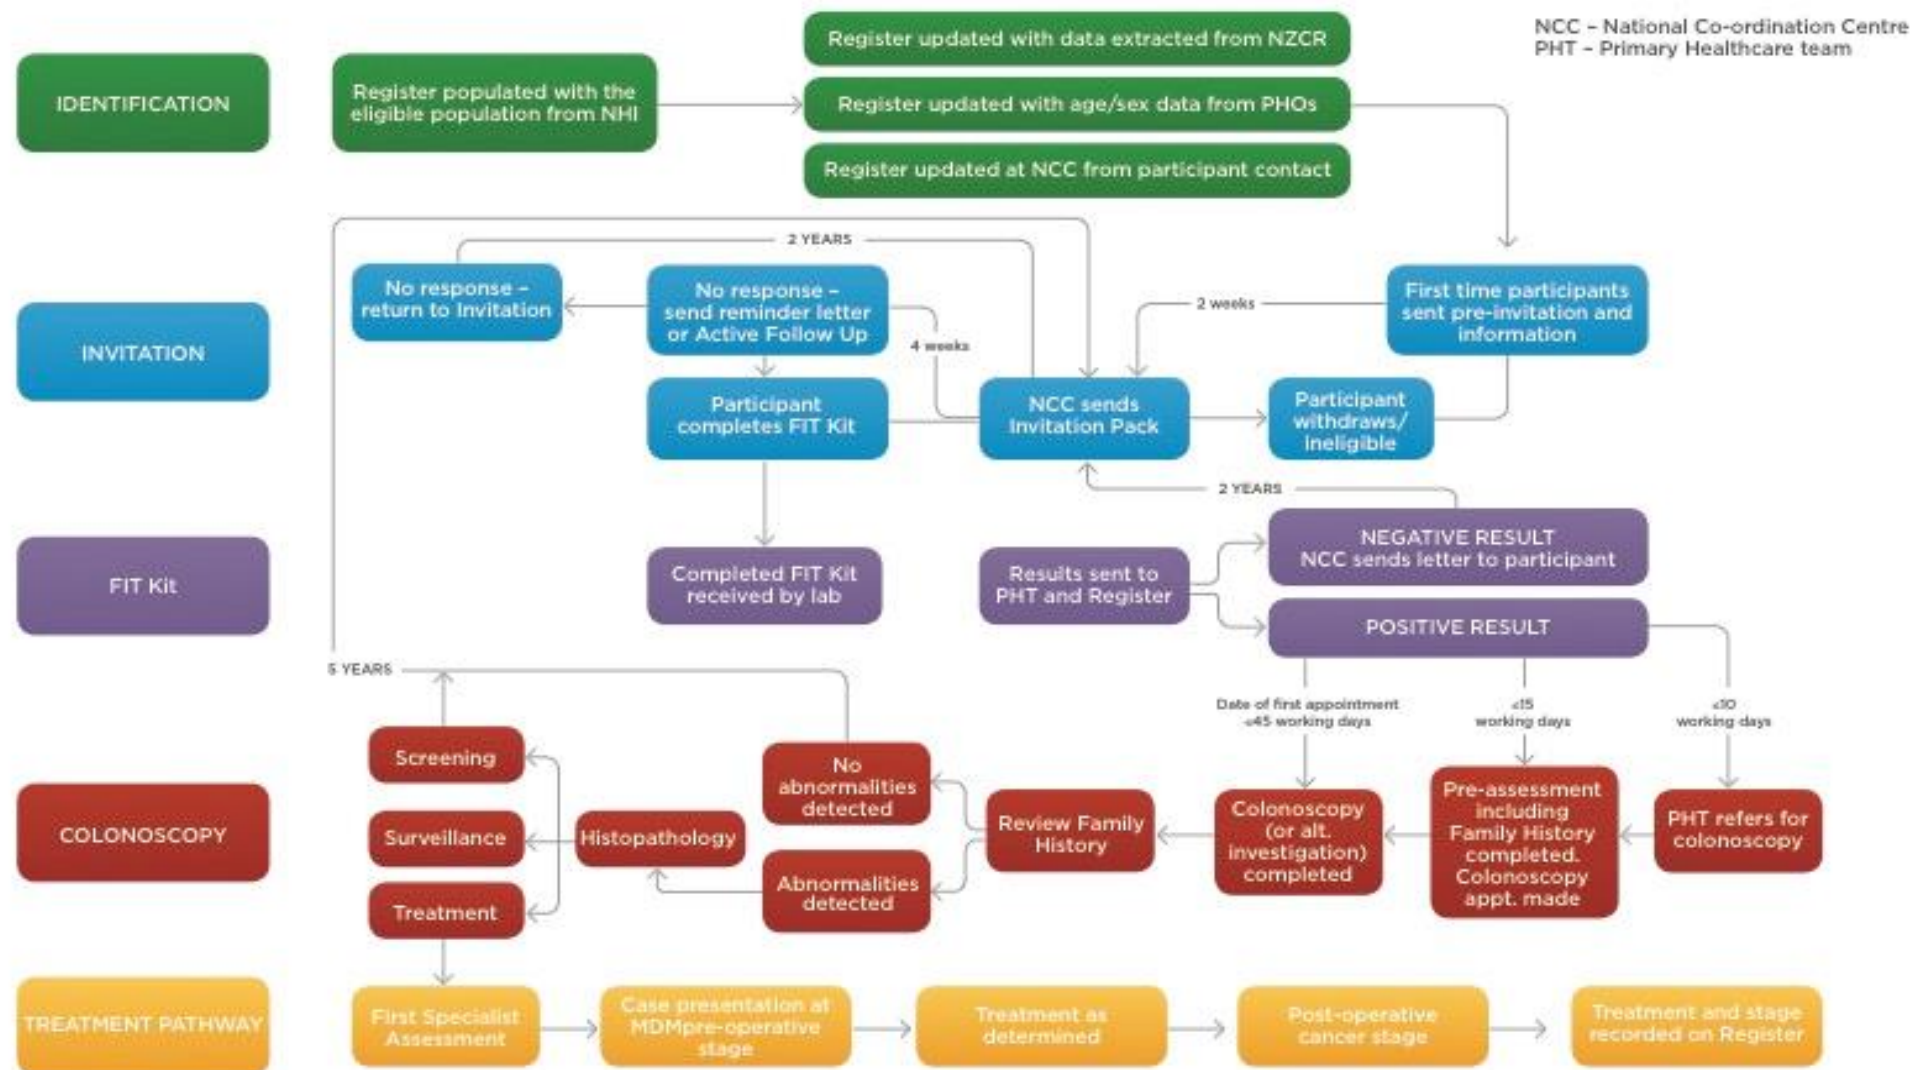 NCC – National Co-ordination Centre
PHT – Primary Healthcare team
IDENTIFICATION
Register populated with the
eligible population from NHI
Register updated with data extracted from NZCR
Register updated with age/sex data from PHOs
Register updated at NCC from participant contact
INVITATION
2 YEARS
No response –
return to Invitation
No response –
send reminder letter
or Active Follow Up
4 weeks
2 weeks
First time participants
sent pre-invitation and
information
Participant
completes FIT Kit
NCC sends
Invitation Pack
Participant
withdraws/
ineligible
2 YEARS
FIT Kit
Completed FIT Kit
received by lab
Results sent to
PHT and Register
NEGATIVE RESULT
NCC sends letter to participant
POSITIVE RESULT
5 YEARS
Date of first appointment
≤45 working days
≤15
working days
≤10
working days
COLONOSCOPY
Screening
Surveillance
Treatment
Histopathology
No
abnormalities
detected
Abnormalities
detected
Review Family
History
Colonoscopy
(or alt.
investigation)
completed
Pre-assessment
including
Family History
completed.
Colonoscopy
appt. made
PHT refers for
colonoscopy
TREATMENT PATHWAY
First Specialist
Assessment
Case presentation at
MDMpre-operative
stage
Treatment as
determined
Post-operative
cancer stage
Treatment and stage
recorded on Register